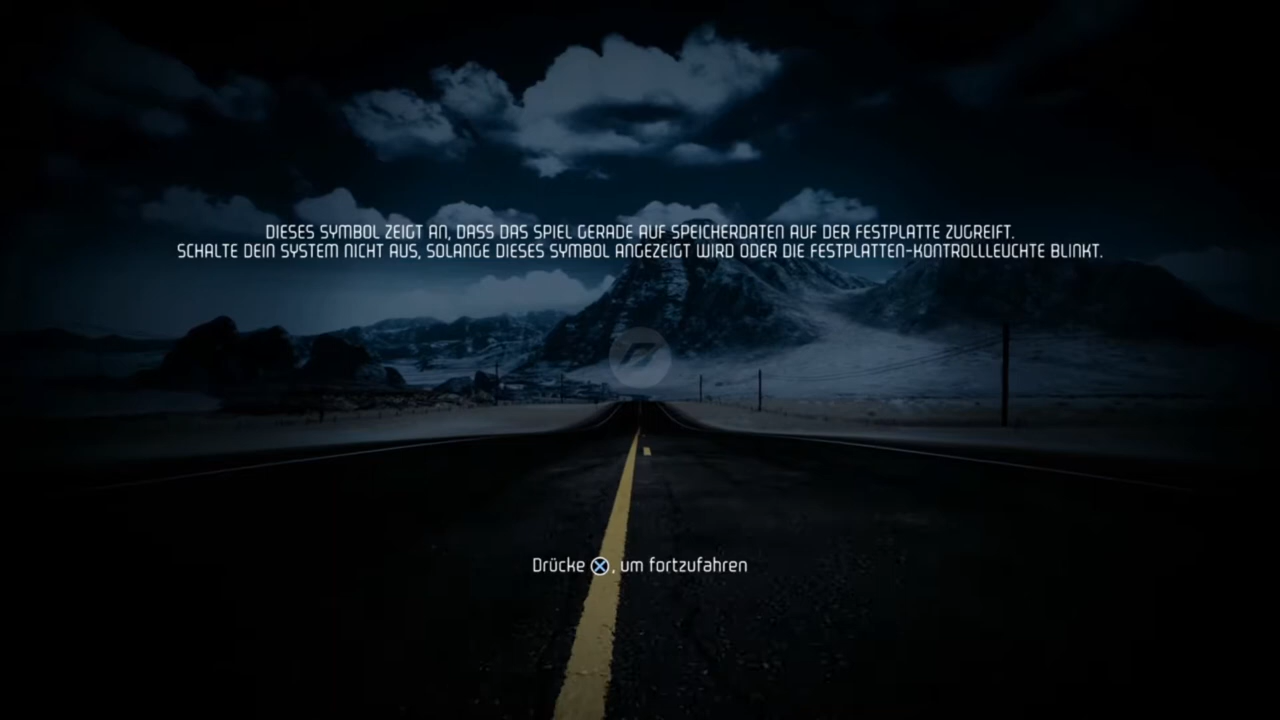 DIESES SYMBOL ZEIGT AN, DASS DAS SPIEL GERADE AUF SPEICHERDATEN AUF DER FESTPLATTE ZUGREIFT.
SCHALTE DEIN SYSTEM NICHT AUS, SOLANGE DIESES SYMBOL ANGEZEIGT WIRD ODER DIE FESTPLATTEN-KONTROLLLEUCHTE BLINKT.
Drücke ⓧ, um fortzufahren